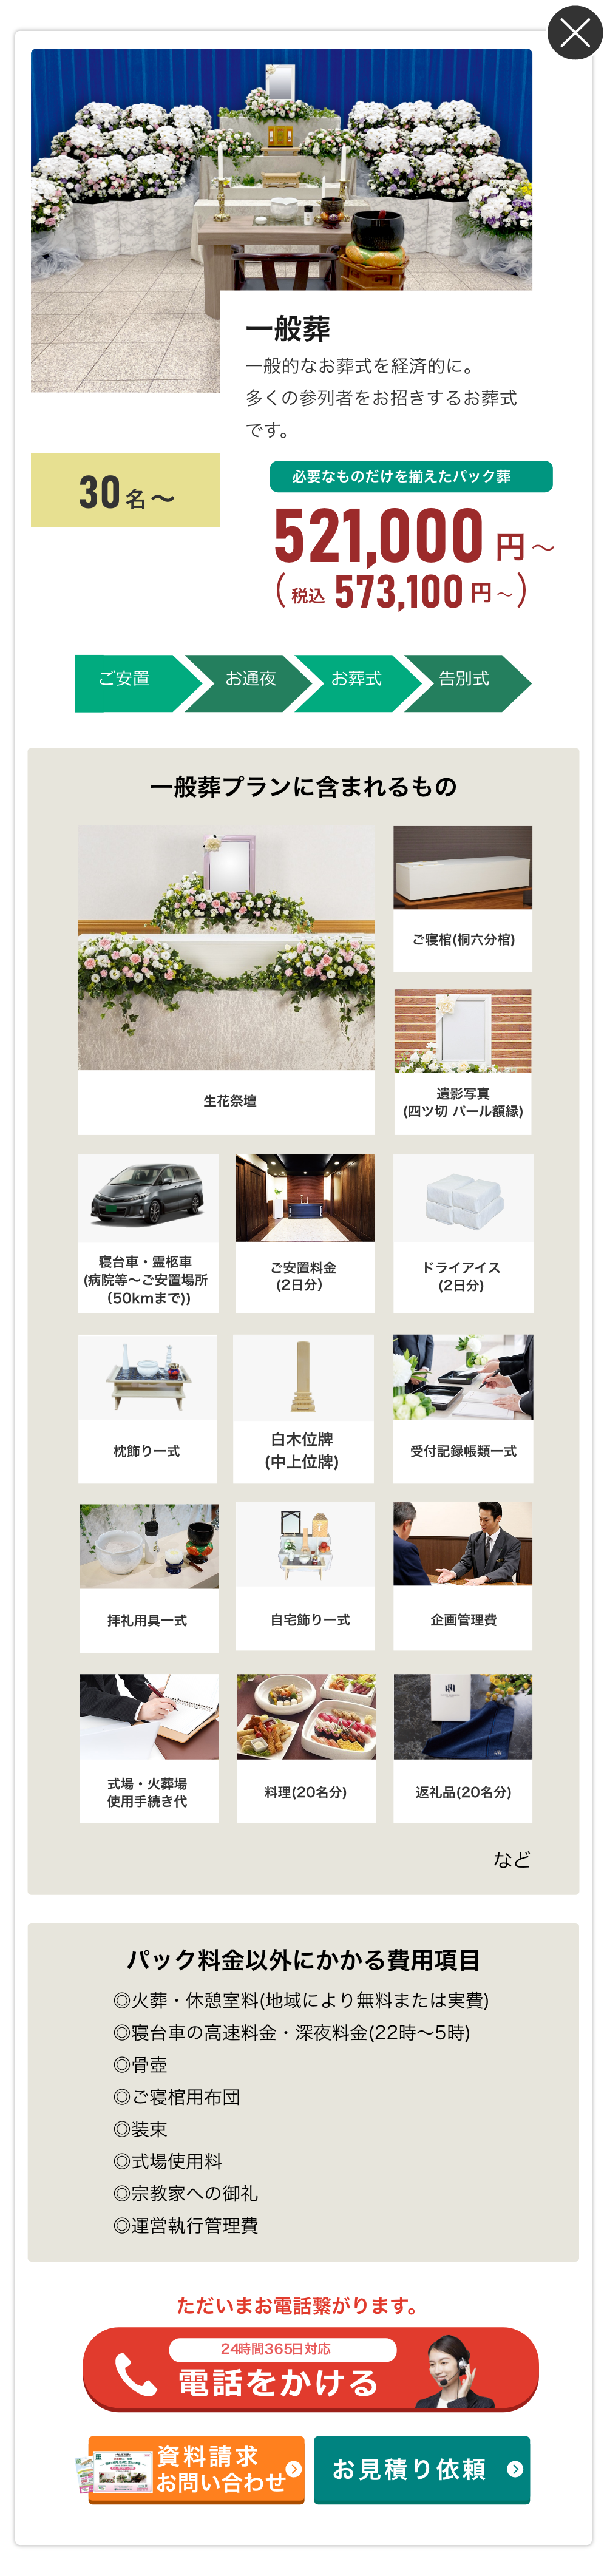 一般葬
一般的なお葬式を経済的に。
多くの参列者をお招きするお葬式
です。
30名～
必要なものだけを揃えたパック葬
521,000円～
(税込 573,100円～)
ご安置
お通夜
お葬式
告別式
一般葬プランに含まれるもの
生花祭壇
ご寝棺(桐六分棺)
遺影写真
(四ツ切 パール額縁)
寝台車・霊柩車
(病院等～ご安置場所
（50kmまで))
ご安置料金
(2日分）
ドライアイス
(2日分)
枕飾り一式
白木位牌
(中上位牌)
受付記録帳類一式
拝礼用具一式
自宅飾り一式
企画管理費
式場・火葬場
使用手続き代
料理(20名分)
返礼品(20名分)
など
パック料金以外にかかる費用項目
◎火葬・休憩室料(地域により無料または実費)
◎寝台車の高速料金・深夜料金(22時～5時)
◎骨壺
◎ご寝棺用布団
◎装束
◎式場使用料
◎宗教家への御礼
◎運営執行管理費
ただいまお電話繋がります。
24時間365日対応
電話をかける
資料請求
お問い合わせ
お見積り依頼